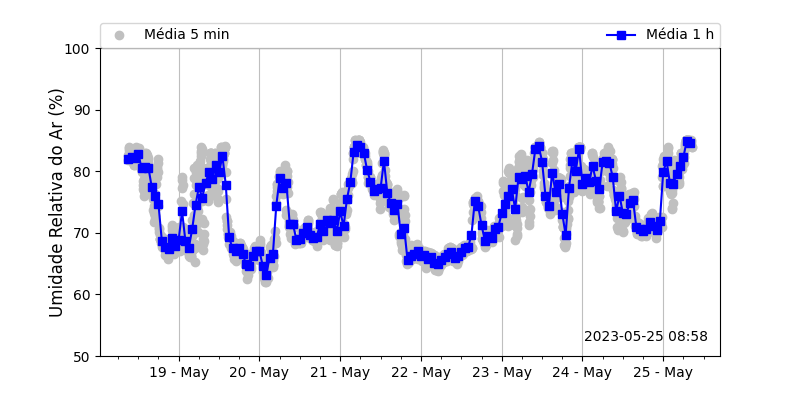 Média 5 min
Média 1 h
Umidade Relativa do Ar (%)
100
90
80
70
60
50
2023-05-25 08:58
19 - May
20 - May
21 - May
22 - May
23 - May
24 - May
25 - May